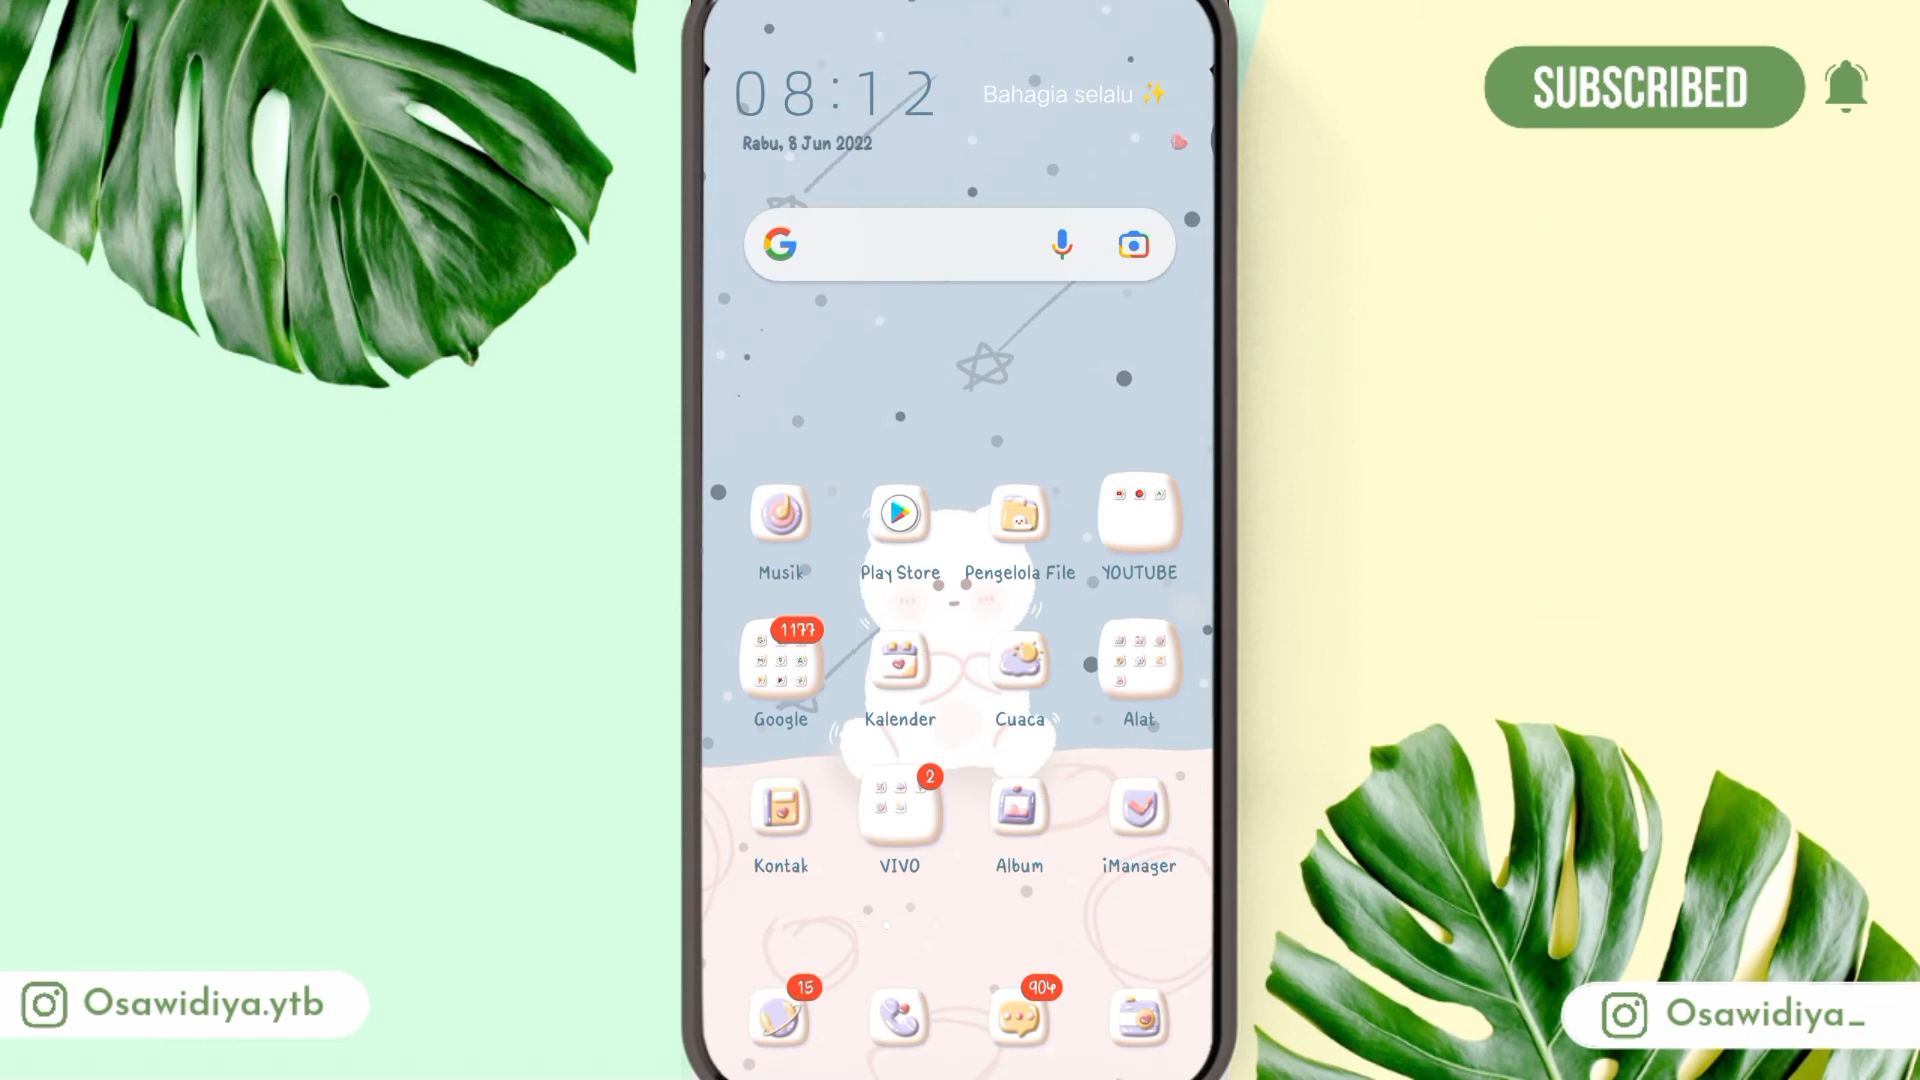 08:12
Bahagia selalu ✨
Rabu, 8 Jun 2022
SUBSCRIBED
Musik
Play Store
Pengelola File
YOUTUBE
1177
Google
Kalender
Cuaca
Alat
2
Kontak
VIVO
Album
iManager
15
904
Osawidiya.ytb
Osawidiya_